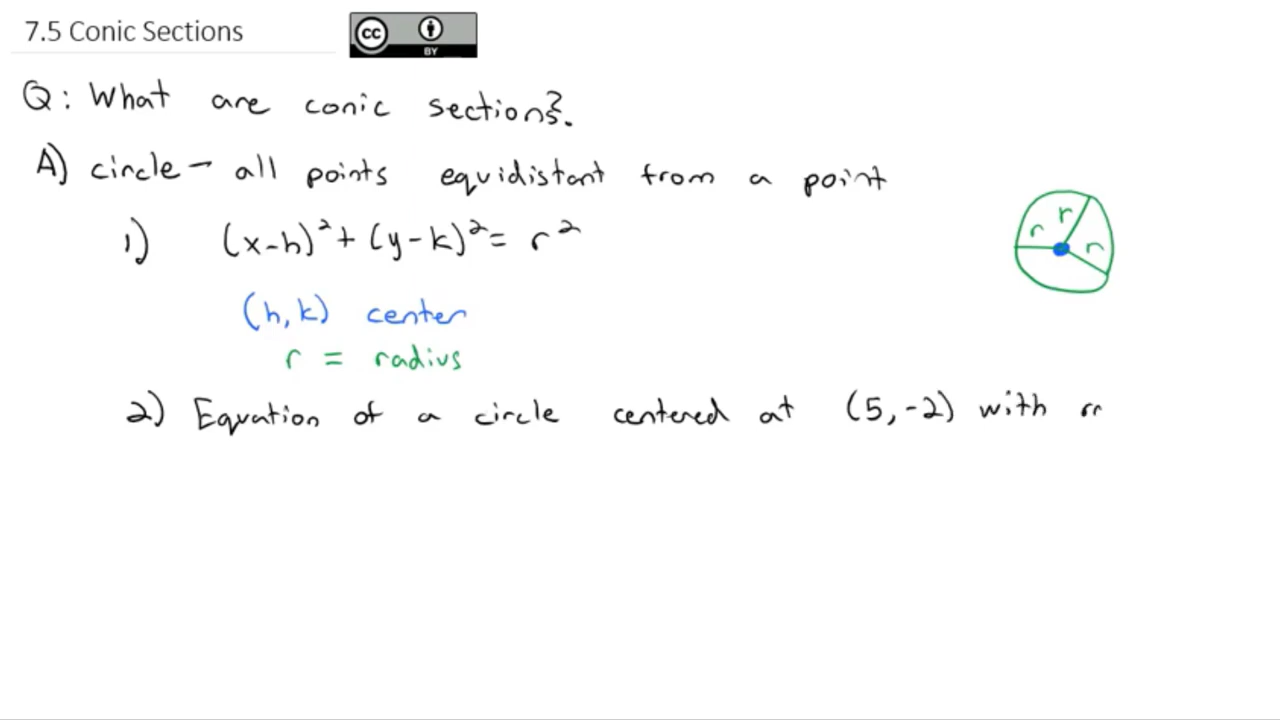 7.5 Conic Sections
cc BY
Q: What are conic sections?
A) circle - all points equidistant from a point
1) (x-h)²+(y-k)²= r²
r r r
(h,k) center
r = radius
2) Equation of a circle centered at (5,-2) with